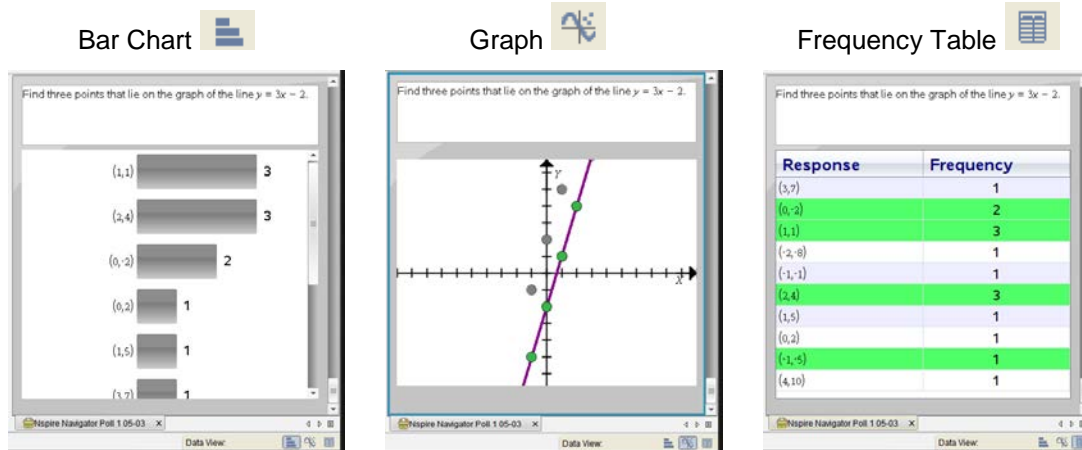 Bar Chart
Graph
Frequency Table
Find three points that lie on the graph of the line y = 3x – 2.
(1,1) 3
(2,4) 3
(0,-2) 2
(0,2) 1
(1,5) 1
(3,7) 1
Nspire Navigator Poll 1 05-03 x
Data View:
Find three points that lie on the graph of the line y = 3x – 2.
Y
X
Nspire Navigator Poll 1 05-03 x
Data View:
Find three points that lie on the graph of the line y = 3x – 2.
Response Frequency
(3,7) 1
(0,-2) 2
(1,1) 3
(-2,-8) 1
(-1,-1) 1
(2,4) 3
(1,5) 1
(0,2) 1
(-1,-5) 1
(4,10) 1
Nspire Navigator Poll 1 05-03 x
Data View: